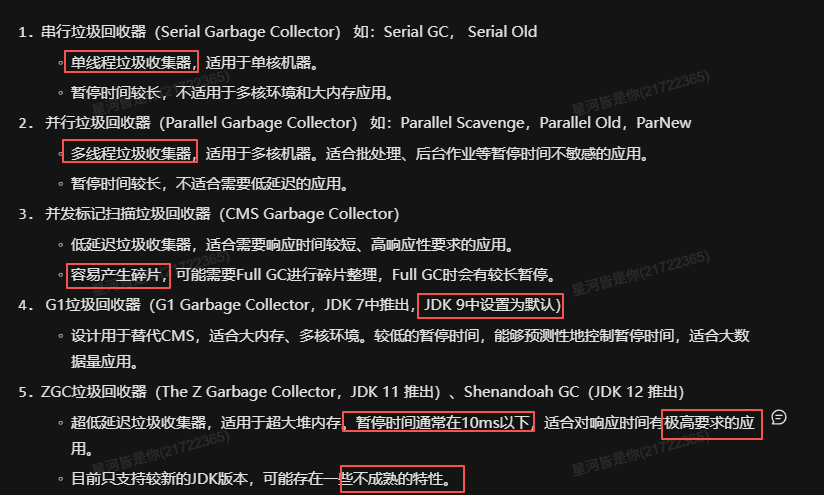 1. 串行垃圾回收器（Serial Garbage Collector） 如：Serial GC， Serial Old
◦ 单线程垃圾收集器，适用于单核机器。
◦ 暂停时间较长，不适用于多核环境和大内存应用。
2. 并行垃圾回收器（Parallel Garbage Collector） 如：Parallel Scavenge，Parallel Old，ParNew
◦ 多线程垃圾收集器，适用于多核机器。适合批处理、后台作业等暂停时间不敏感的应用。
◦ 暂停时间较长，不适合需要低延迟的应用。
3. 并发标记扫描垃圾回收器（CMS Garbage Collector）
◦ 低延迟垃圾收集器，适合需要响应时间较短、高响应性要求的应用。
◦ 容易产生碎片，可能需要Full GC进行碎片整理，Full GC时会有较长暂停。
4. G1垃圾回收器（G1 Garbage Collector，JDK 7中推出，JDK 9中设置为默认）
◦ 设计用于替代CMS，适合大内存、多核环境。较低的暂停时间，能够预测性地控制暂停时间，适合大数
据量应用。
5. ZGC垃圾回收器（The Z Garbage Collector，JDK 11 推出）、Shenandoah GC（JDK 12 推出）
◦ 超低延迟垃圾收集器，适用于超大堆内存，暂停时间通常在10ms以下，适合对响应时间有极高要求的应
用。
◦ 目前只支持较新的JDK版本，可能存在一些不成熟的特性。
星河皆是你(21722365)
星河皆是你(21722365)
星河皆是你(21722365)
星河皆是你(21722365)
星河皆是你(21722365)
星河皆是你(21722365)